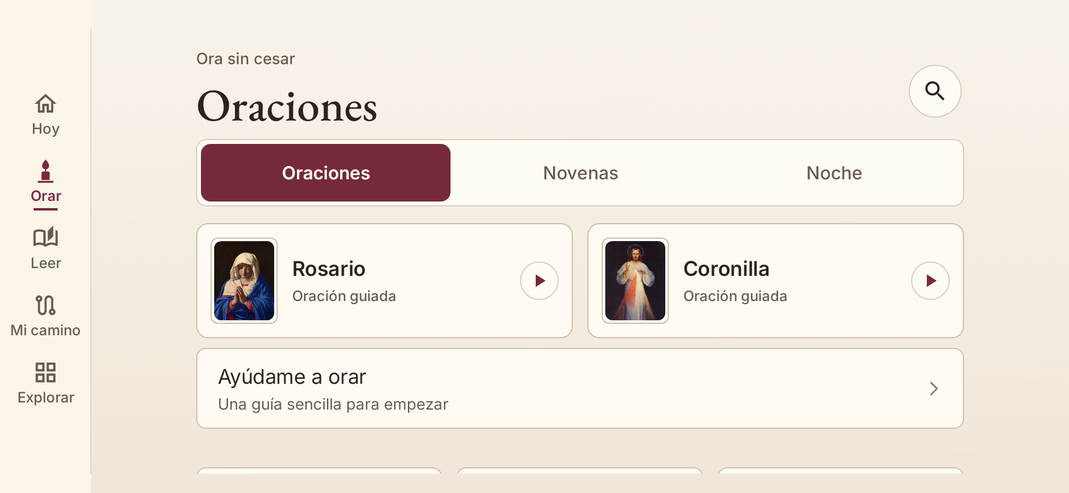 Hoy
Orar
Leer
Mi camino
Explorar
Ora sin cesar
Oraciones
Oraciones
Novenas
Noche
Rosario
Oración guiada
Coronilla
Oración guiada
Ayúdame a orar
Una guía sencilla para empezar